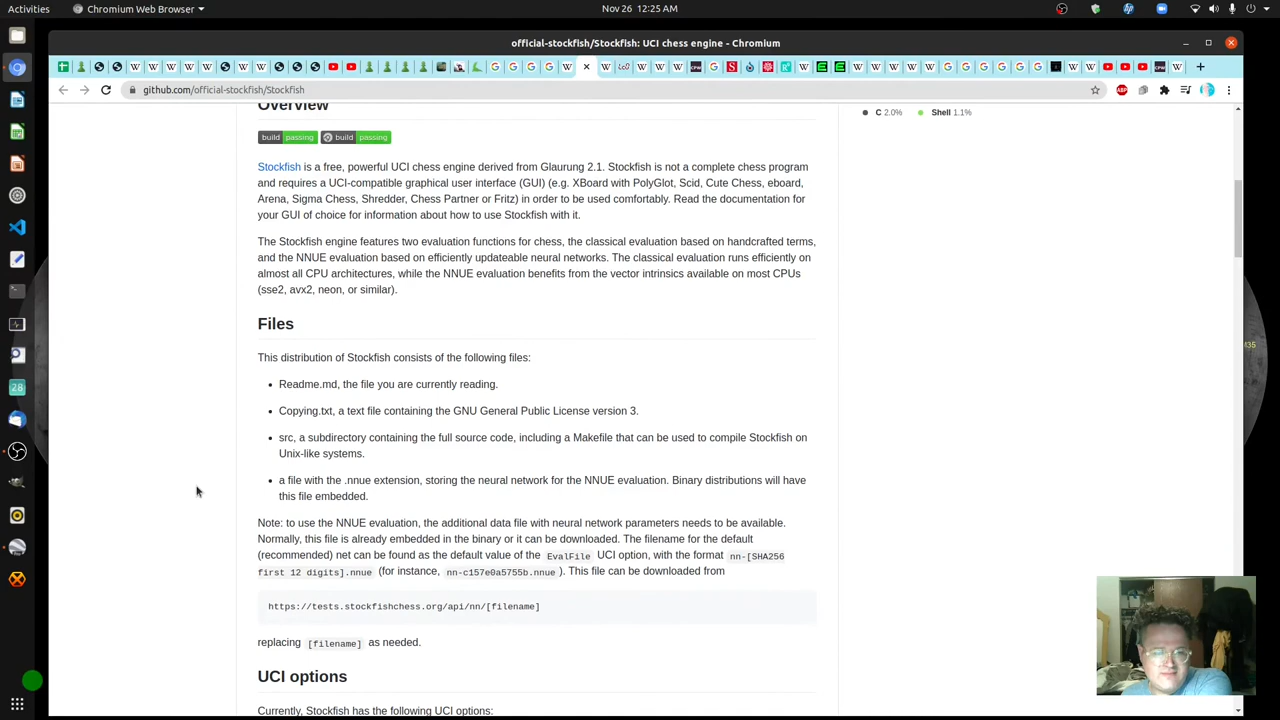 Activities
Chromium Web Browser
Nov 26 12:25 AM
official-stockfish/Stockfish: UCI chess engine - Chromium
github.com/official-stockfish/Stockfish
Overview
build passing build passing
C 2.0% Shell 1.1%
Stockfish is a free, powerful UCI chess engine derived from Glaurung 2.1. Stockfish is not a complete chess program
and requires a UCI-compatible graphical user interface (GUI) (e.g. XBoard with PolyGlot, Scid, Cute Chess, eboard,
Arena, Sigma Chess, Shredder, Chess Partner or Fritz) in order to be used comfortably. Read the documentation for
your GUI of choice for information about how to use Stockfish with it.
The Stockfish engine features two evaluation functions for chess, the classical evaluation based on handcrafted terms,
and the NNUE evaluation based on efficiently updateable neural networks. The classical evaluation runs efficiently on
almost all CPU architectures, while the NNUE evaluation benefits from the vector intrinsics available on most CPUs
(sse2, avx2, neon, or similar).
Files
This distribution of Stockfish consists of the following files:
Readme.md, the file you are currently reading.
Copying.txt, a text file containing the GNU General Public License version 3.
src, a subdirectory containing the full source code, including a Makefile that can be used to compile Stockfish on
Unix-like systems.
a file with the .nnue extension, storing the neural network for the NNUE evaluation. Binary distributions will have
this file embedded.
Note: to use the NNUE evaluation, the additional data file with neural network parameters needs to be available.
Normally, this file is already embedded in the binary or it can be downloaded. The filename for the default
(recommended) net can be found as the default value of the EvalFile UCI option, with the format nn-[SHA256
first 12 digits].nnue (for instance, nn-c157e0a5755b.nnue ). This file can be downloaded from
https://tests.stockfishchess.org/api/nn/[filename]
replacing [filename] as needed.
UCI options
Currently, Stockfish has the following UCI options:
28